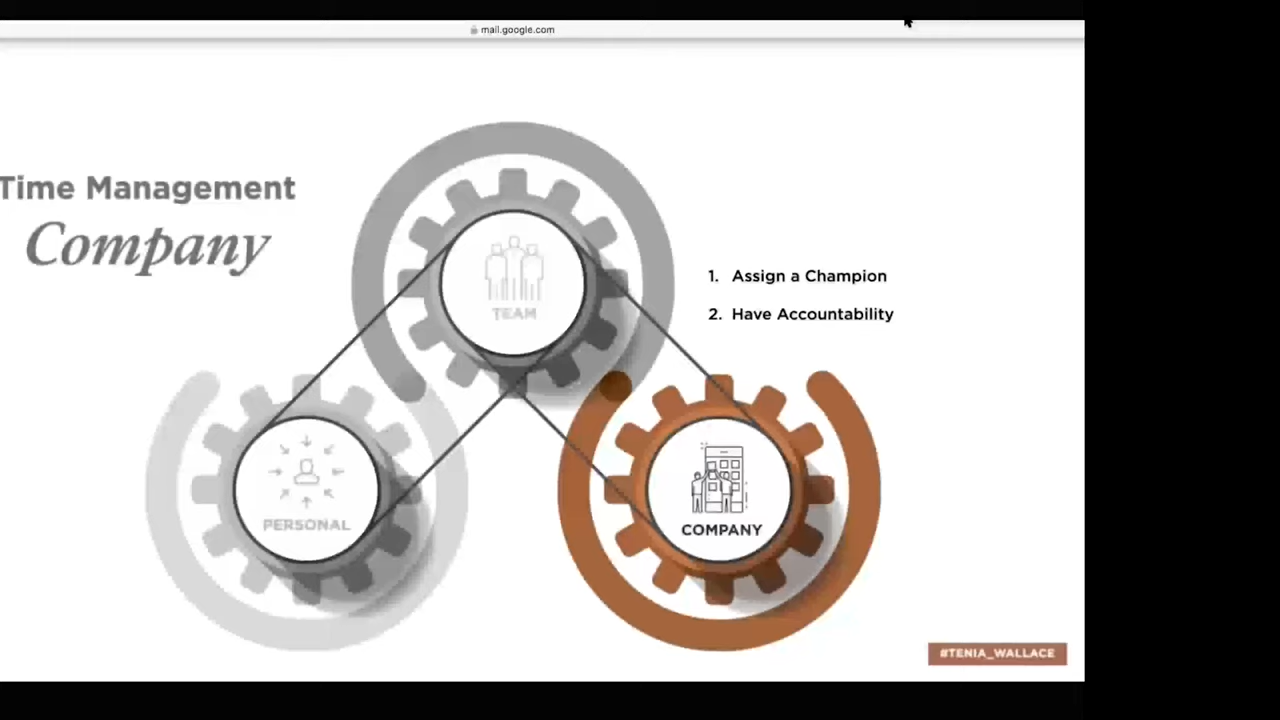 mail.google.com
Time Management
Company
TEAM
1. Assign a Champion
2. Have Accountability
PERSONAL
COMPANY
#TENIA_WALLACE